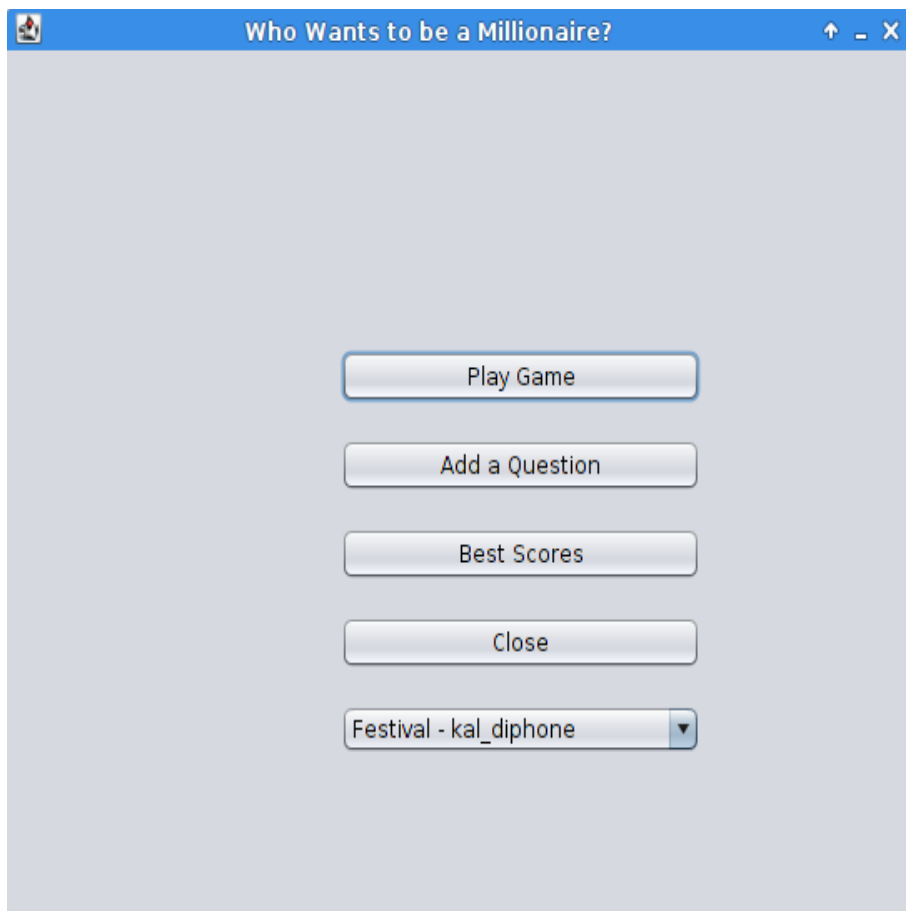 Who Wants to be a Millionaire?
Play Game
Add a Question
Best Scores
Close
Festival - kal_diphone